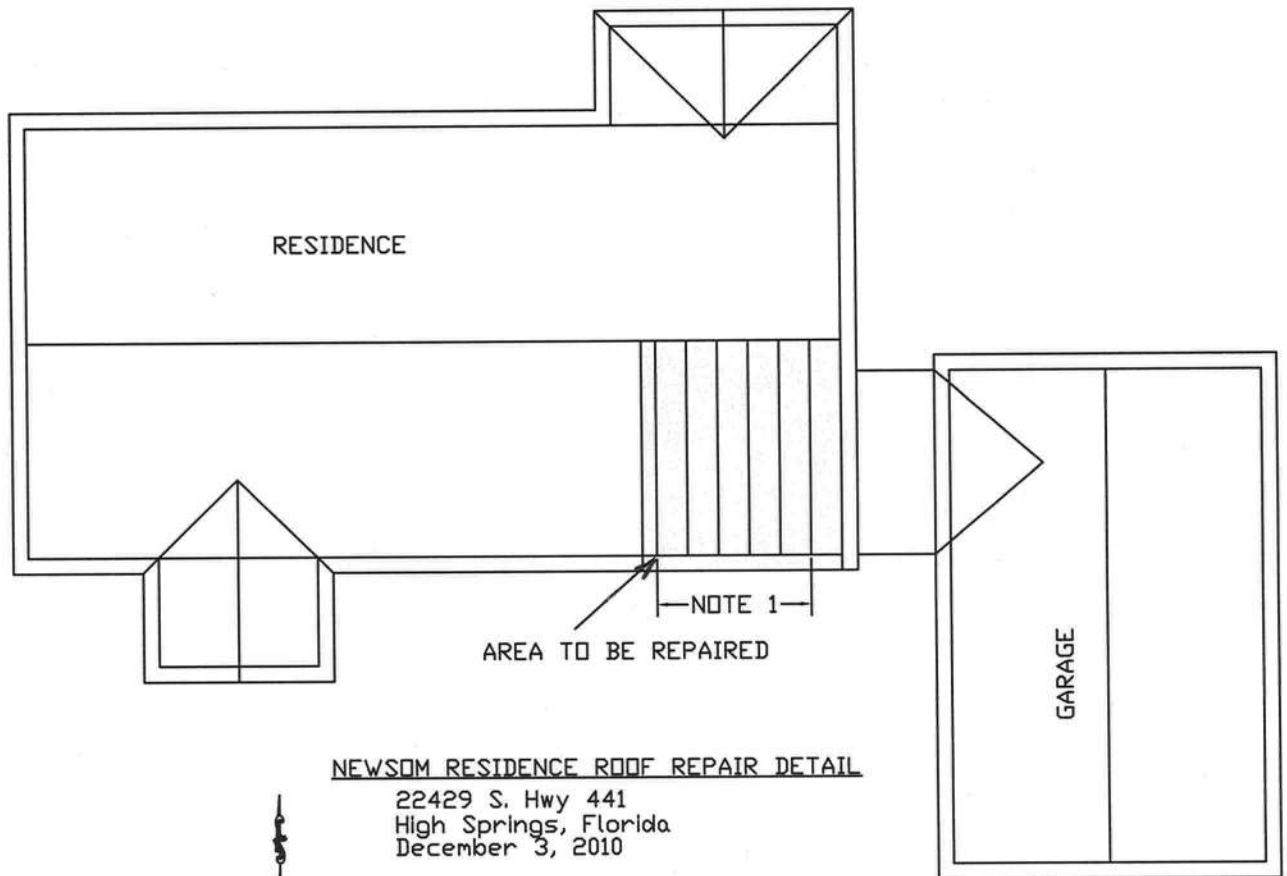 RESIDENCE
NOTE 1
AREA TO BE REPAIRED
GARAGE
NEWSOM RESIDENCE ROOF REPAIR DETAIL
22429 S. Hwy 441
High Springs, Florida
December 3, 2010